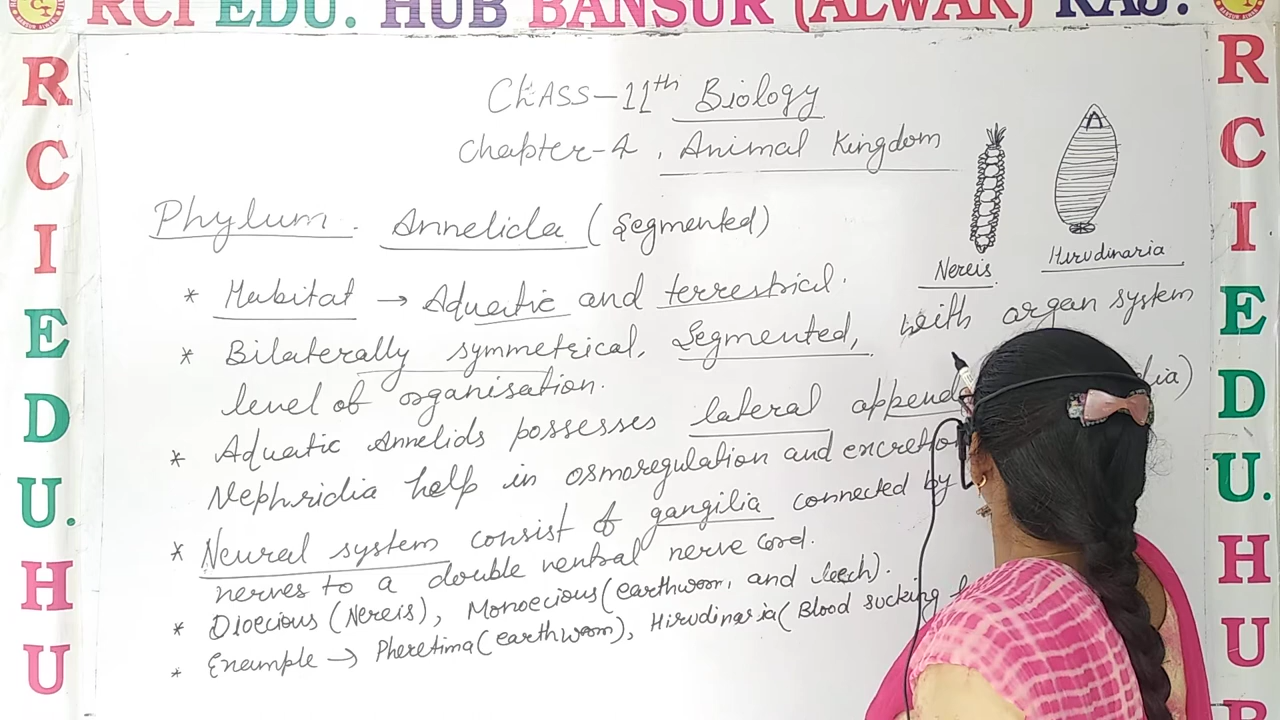 RCI EDU. HUB BANSUR (ALWAR) RAJ.
R C I E D U. H U
CLASS-11th Biology
Chapter-4, Animal Kingdom
Phylum. Annelida (Segmented)
Nereis
Hirudinaria
* Habitat → Aquatic and terrestrial.
* Bilaterally symmetrical, Segmented, with organ system
level of organisation.
* Aquatic Annelids possesses lateral append
Nephridia help in osmoregulation and excretion
* Neural system consist of gangilia connected by
nerves to a double ventral nerve cord.
* Dioecious (Nereis), Monoecious (earthworm, and leech).
* Example → Pheretima (earthworm), Hirudinaria (Blood sucking
R C I E D U. H U